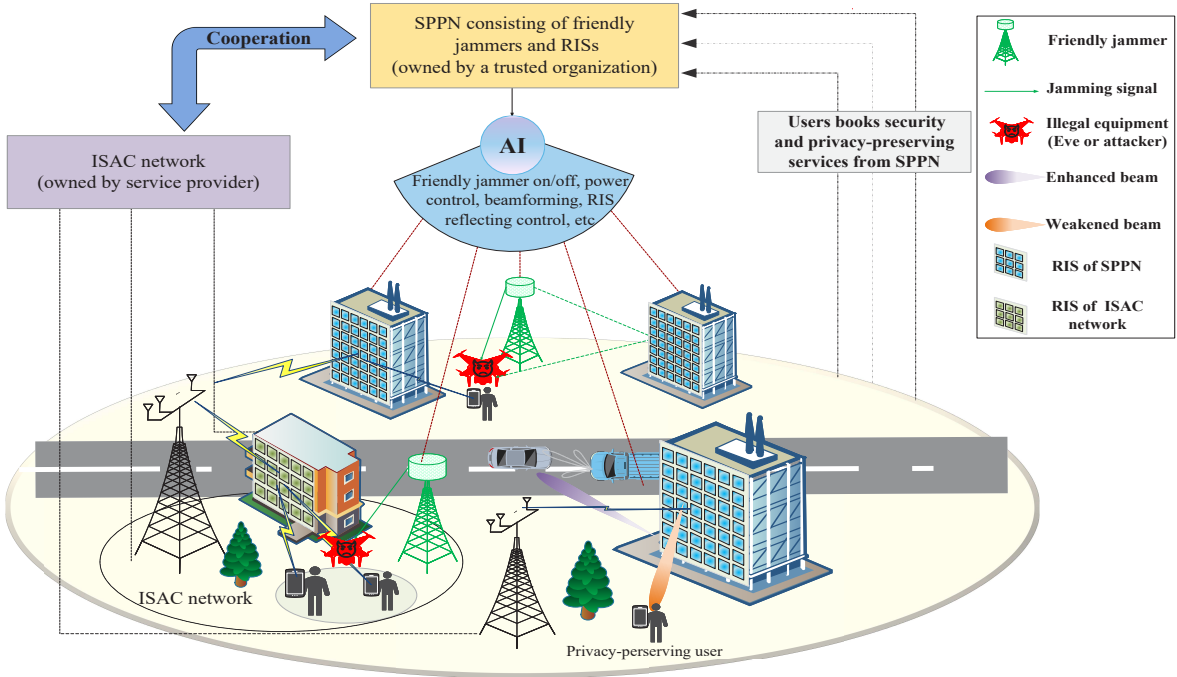 SPPN consisting of friendly
jammers and RISs
(owned by a trusted organization)
Cooperation
ISAC network
(owned by service provider)
AI
Friendly jammer on/off, power
control, beamforming, RIS
reflecting control, etc
Users books security
and privacy-preserving
services from SPPN
Friendly jammer
Jamming signal
Illegal equipment
(Eve or attacker)
Enhanced beam
Weakened beam
RIS of SPPN
RIS of ISAC
network
ISAC network
Privacy-perserving user